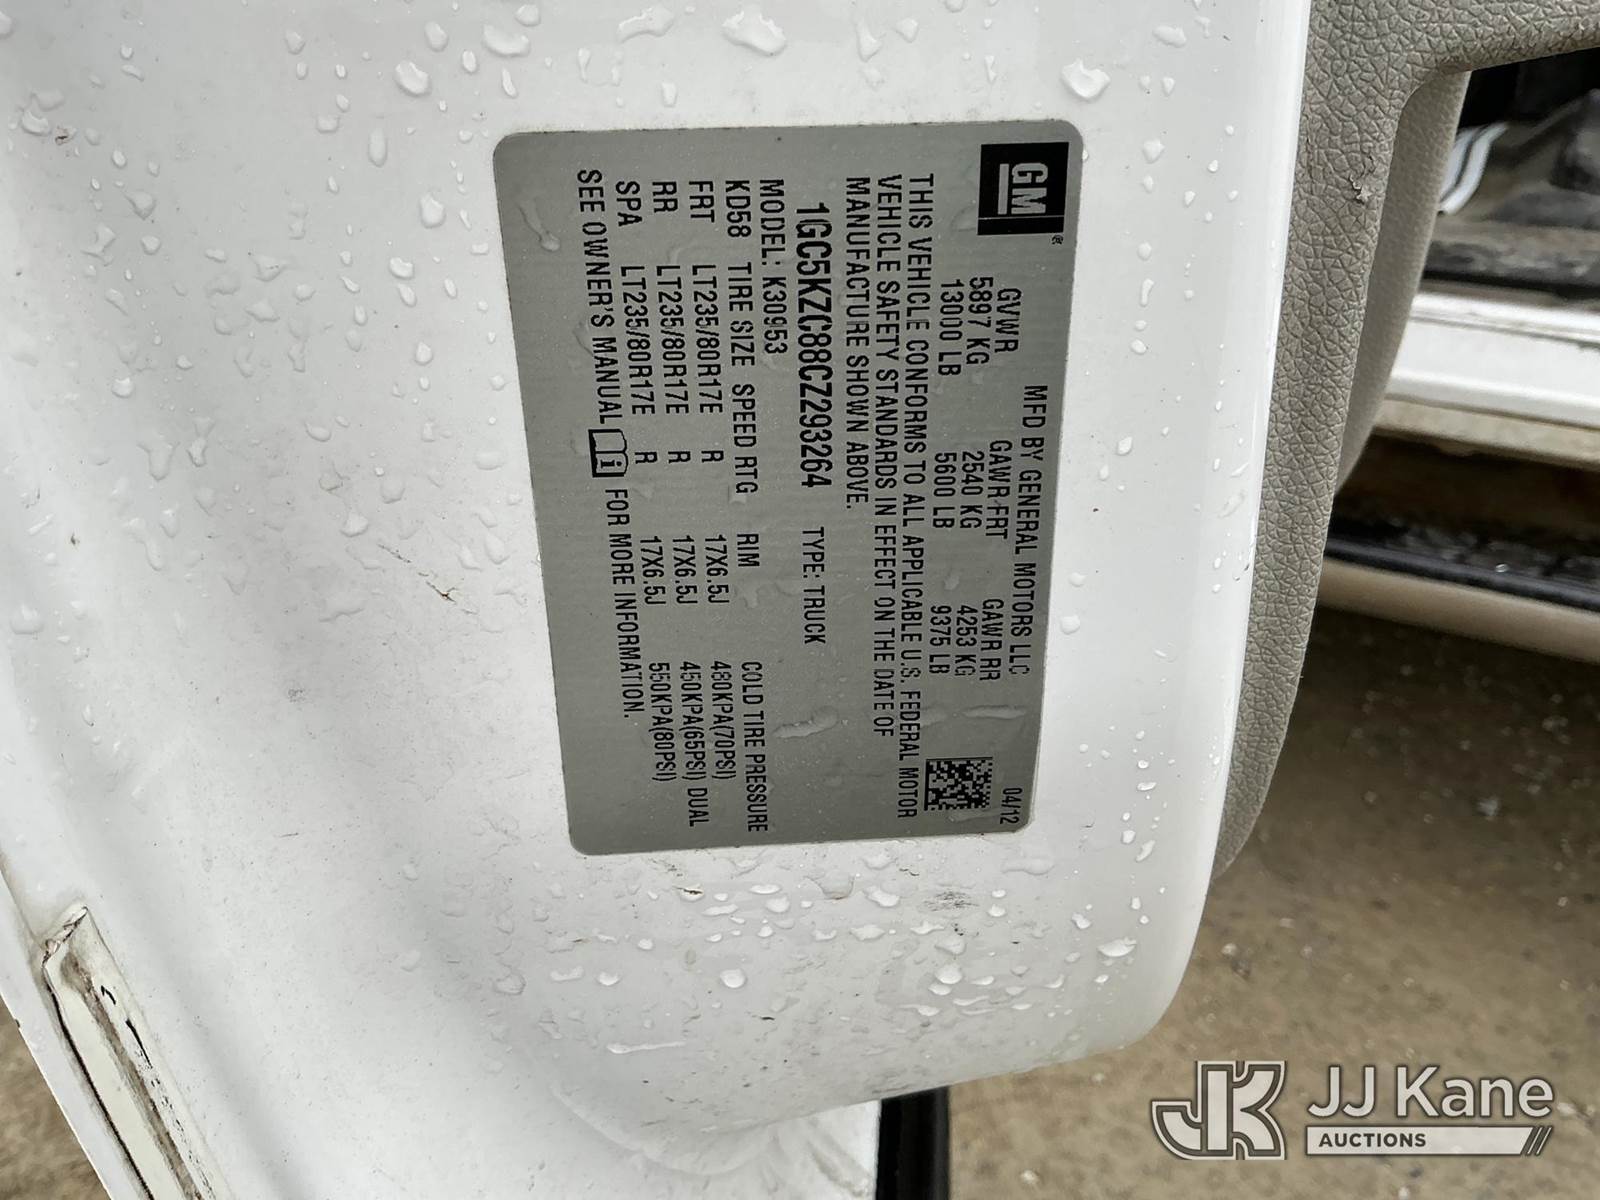 GM®
MFD BY GENERAL MOTORS LLC 04/12
GVWR GAWR FRT GAWR RR
5897 KG 2540 KG 4253 KG
13000 LB 5600 LB 9375 LB
THIS VEHICLE CONFORMS TO ALL APPLICABLE U.S. FEDERAL MOTOR
VEHICLE SAFETY STANDARDS IN EFFECT ON THE DATE OF
MANUFACTURE SHOWN ABOVE.
1GC5KZC88CZ293264 TYPE: TRUCK
MODEL: K30953
KD58 TIRE SIZE SPEED RTG RIM COLD TIRE PRESSURE
FRT LT235/80R17E R 17X6.5J 480KPA(70PSI)
RR LT235/80R17E R 17X6.5J 450KPA(65PSI) DUAL
SPA LT235/80R17E R 17X6.5J 550KPA(80PSI)
SEE OWNER'S MANUAL i FOR MORE INFORMATION.
JK JJ Kane
AUCTIONS